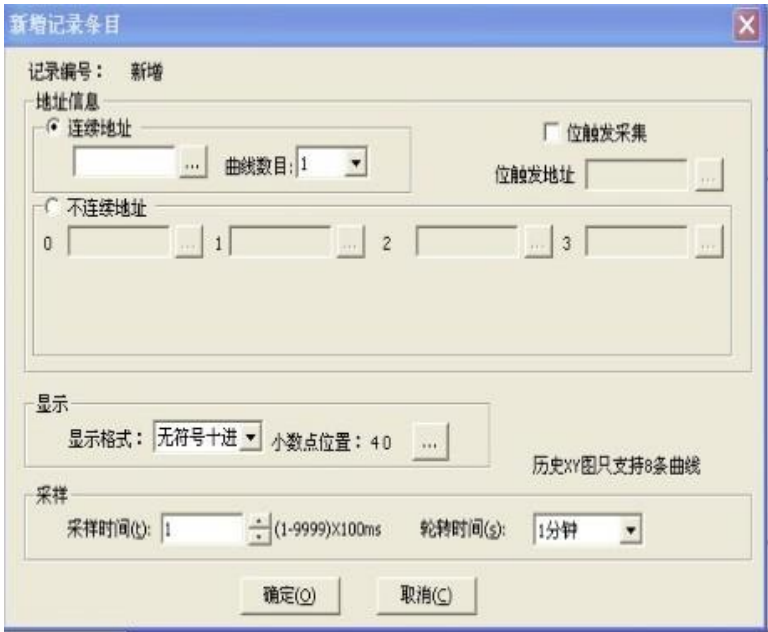 新增记录条目
记录编号： 新增
地址信息
连续地址
位触发采集
... 曲线数目: 1
位触发地址 ...
不连续地址
0 ... 1 ... 2 ... 3 ...
显示
显示格式： 无符号十进 小数点位置： 4 0 ...
历史XY图只支持8条曲线
采样
采样时间(t): 1 (1-9999)X100ms 轮转时间(s): 1分钟
确定(O) 取消(C)